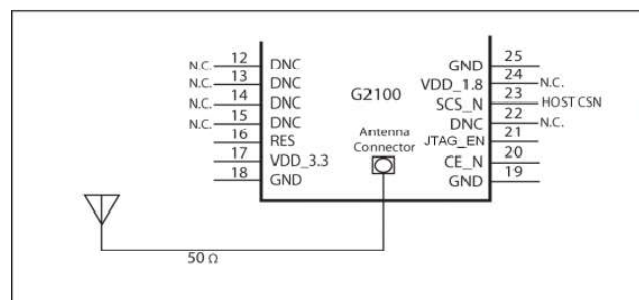 N.C. 12 DNC
N.C. 13 DNC
N.C. 14 DNC
N.C. 15 DNC
16 RES
17 VDD_3.3
18 GND
G2100
Antenna
Connector
GND 25
VDD_1.8 24 N.C.
SCS_N 23 HOST CSN
DNC 22 N.C.
JTAG_EN 21
CE_N 20
GND 19
50 Ω